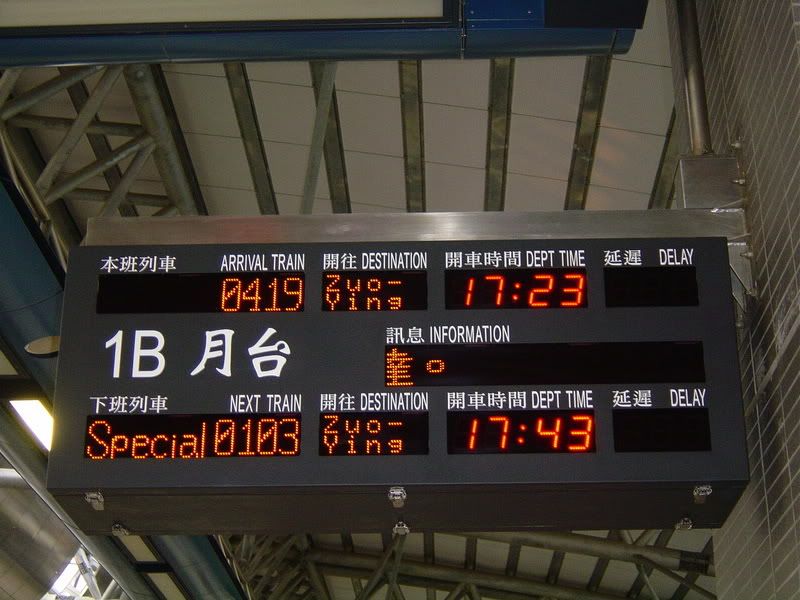 本班列車 ARRIVAL TRAIN 開往 DESTINATION 開車時間 DEPT TIME 延遲 DELAY
0419 Zuo-Ying 17:23
1B 月台 訊息 INFORMATION
。
下班列車 NEXT TRAIN 開往 DESTINATION 開車時間 DEPT TIME 延遲 DELAY
Special 0103 Zuo-Ying 17:43